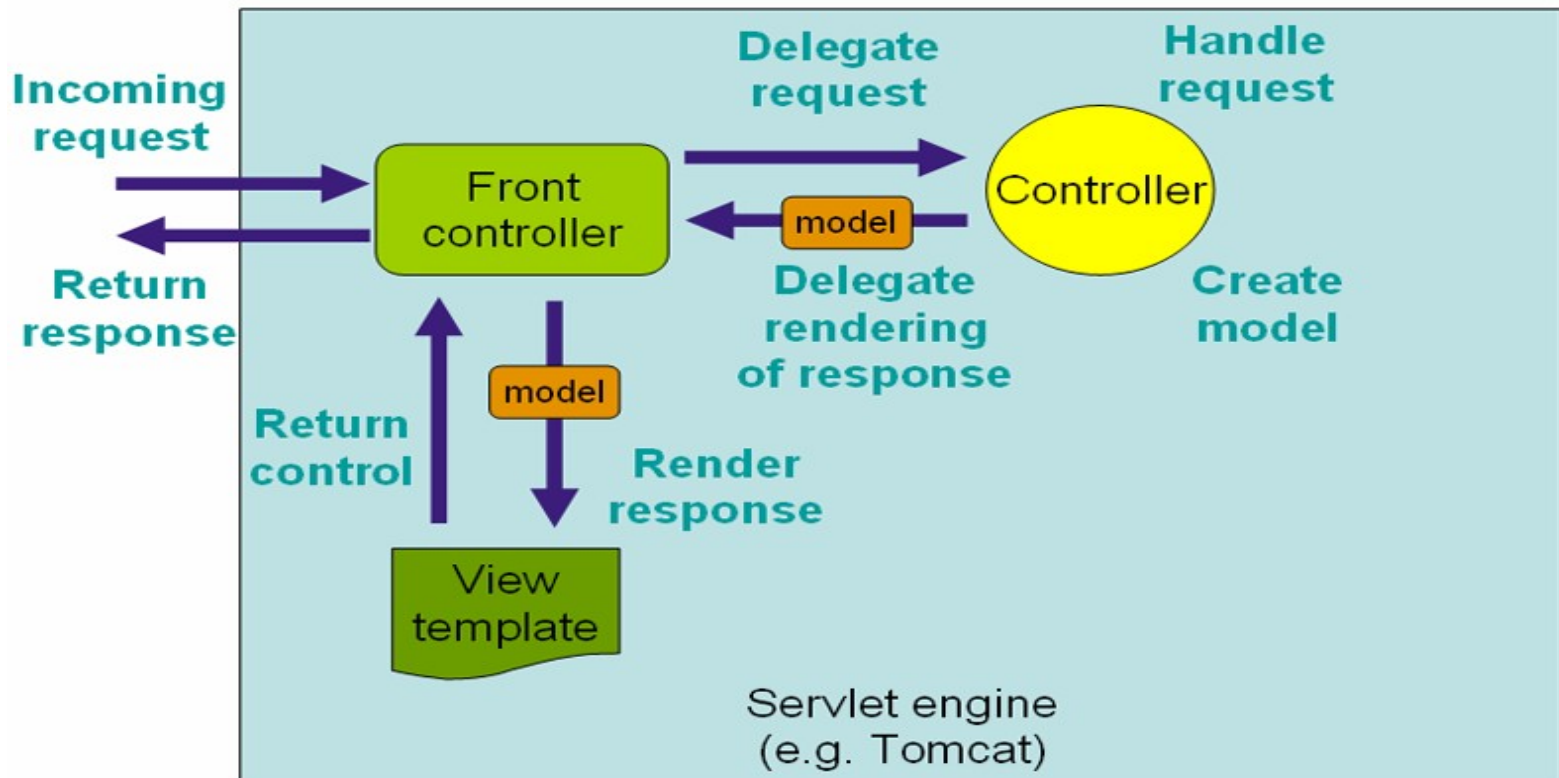 Incoming
request
Return
response
Front
controller
Delegate
request
Handle
request
Controller
model
Delegate
rendering
of response
Create
model
Return
control
model
Render
response
View
template
Servlet engine
(e.g. Tomcat)